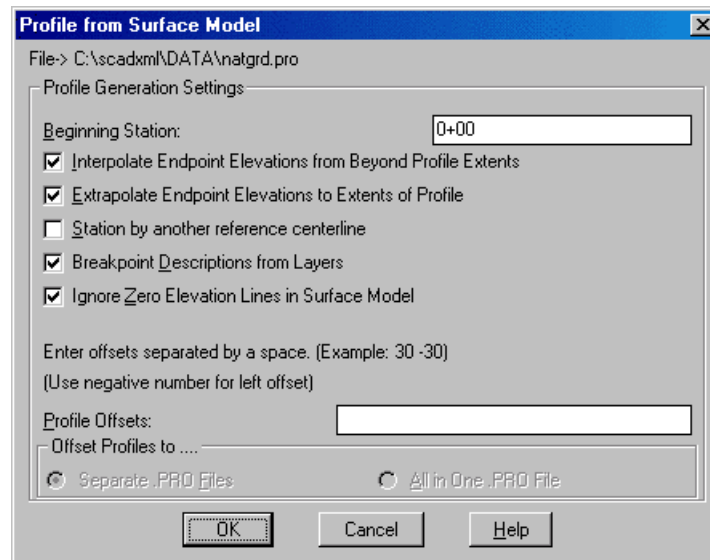 Profile from Surface Model
File-> C:\scadxml\DATA\natgrd.pro
Profile Generation Settings
Beginning Station: 0+00
Interpolate Endpoint Elevations from Beyond Profile Extents
Extrapolate Endpoint Elevations to Extents of Profile
Station by another reference centerline
Breakpoint Descriptions from Layers
Ignore Zero Elevation Lines in Surface Model
Enter offsets separated by a space. (Example: 30 -30)
(Use negative number for left offset)
Profile Offsets:
Offset Profiles to ....
Separate .PRO Files All in One .PRO File
OK Cancel Help